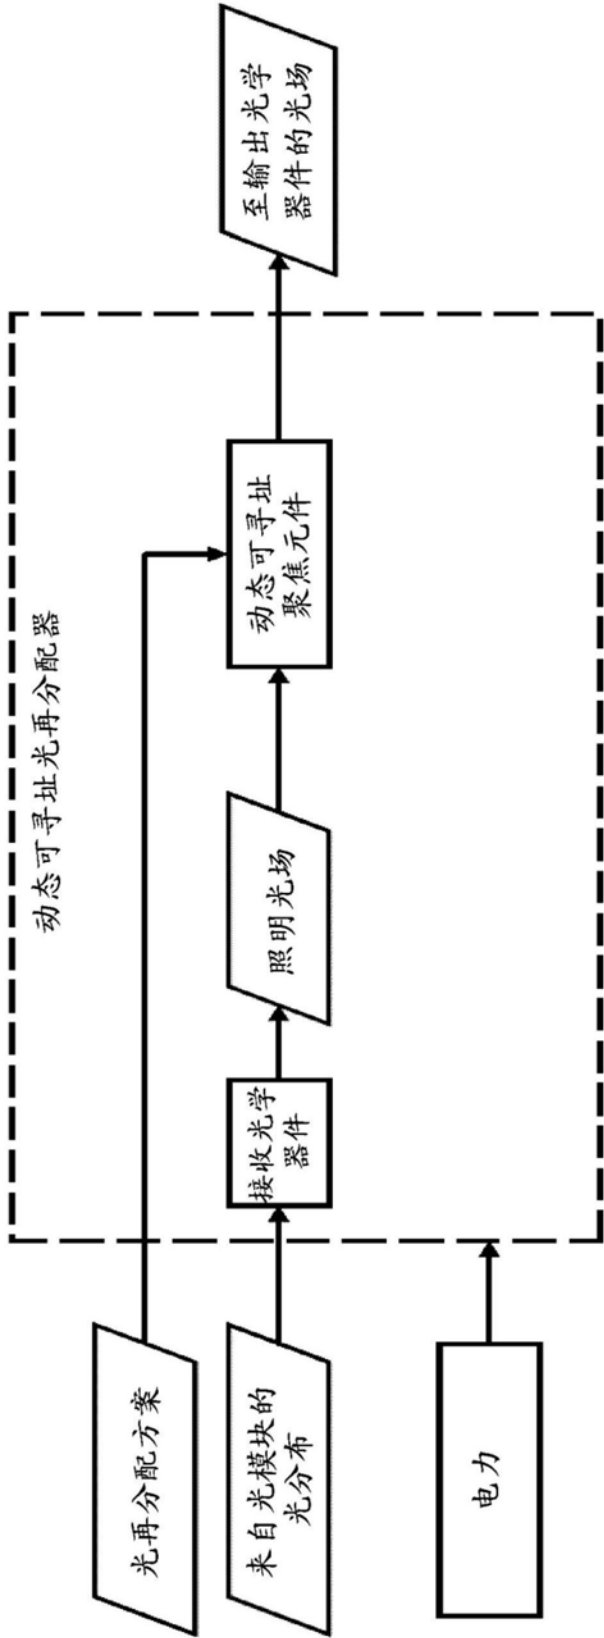 动态可寻址光再分配器
光再分配方案
来自光模块的
光分布
接收光学
器件
照明光场
动态可寻址
聚焦元件
至输出光学
器件的光场
电力